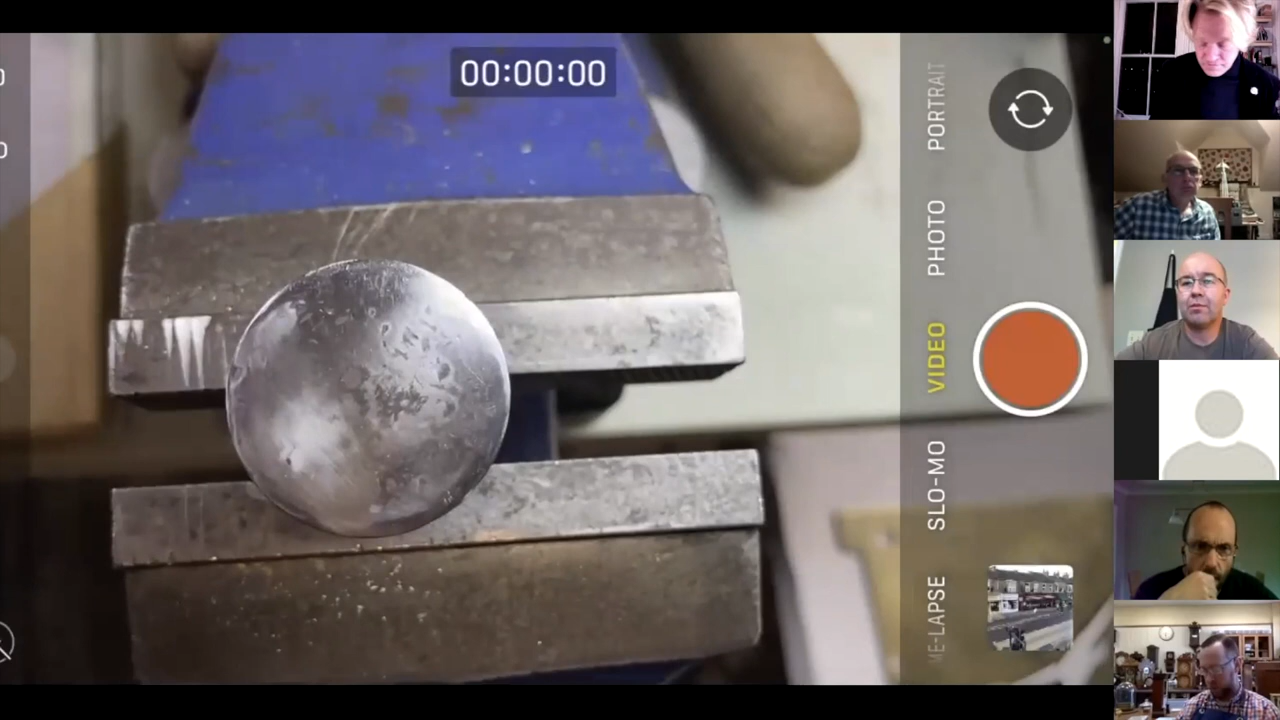 00:00:00
PORTRAIT
PHOTO
VIDEO
SLO-MO
ME-LAPSE